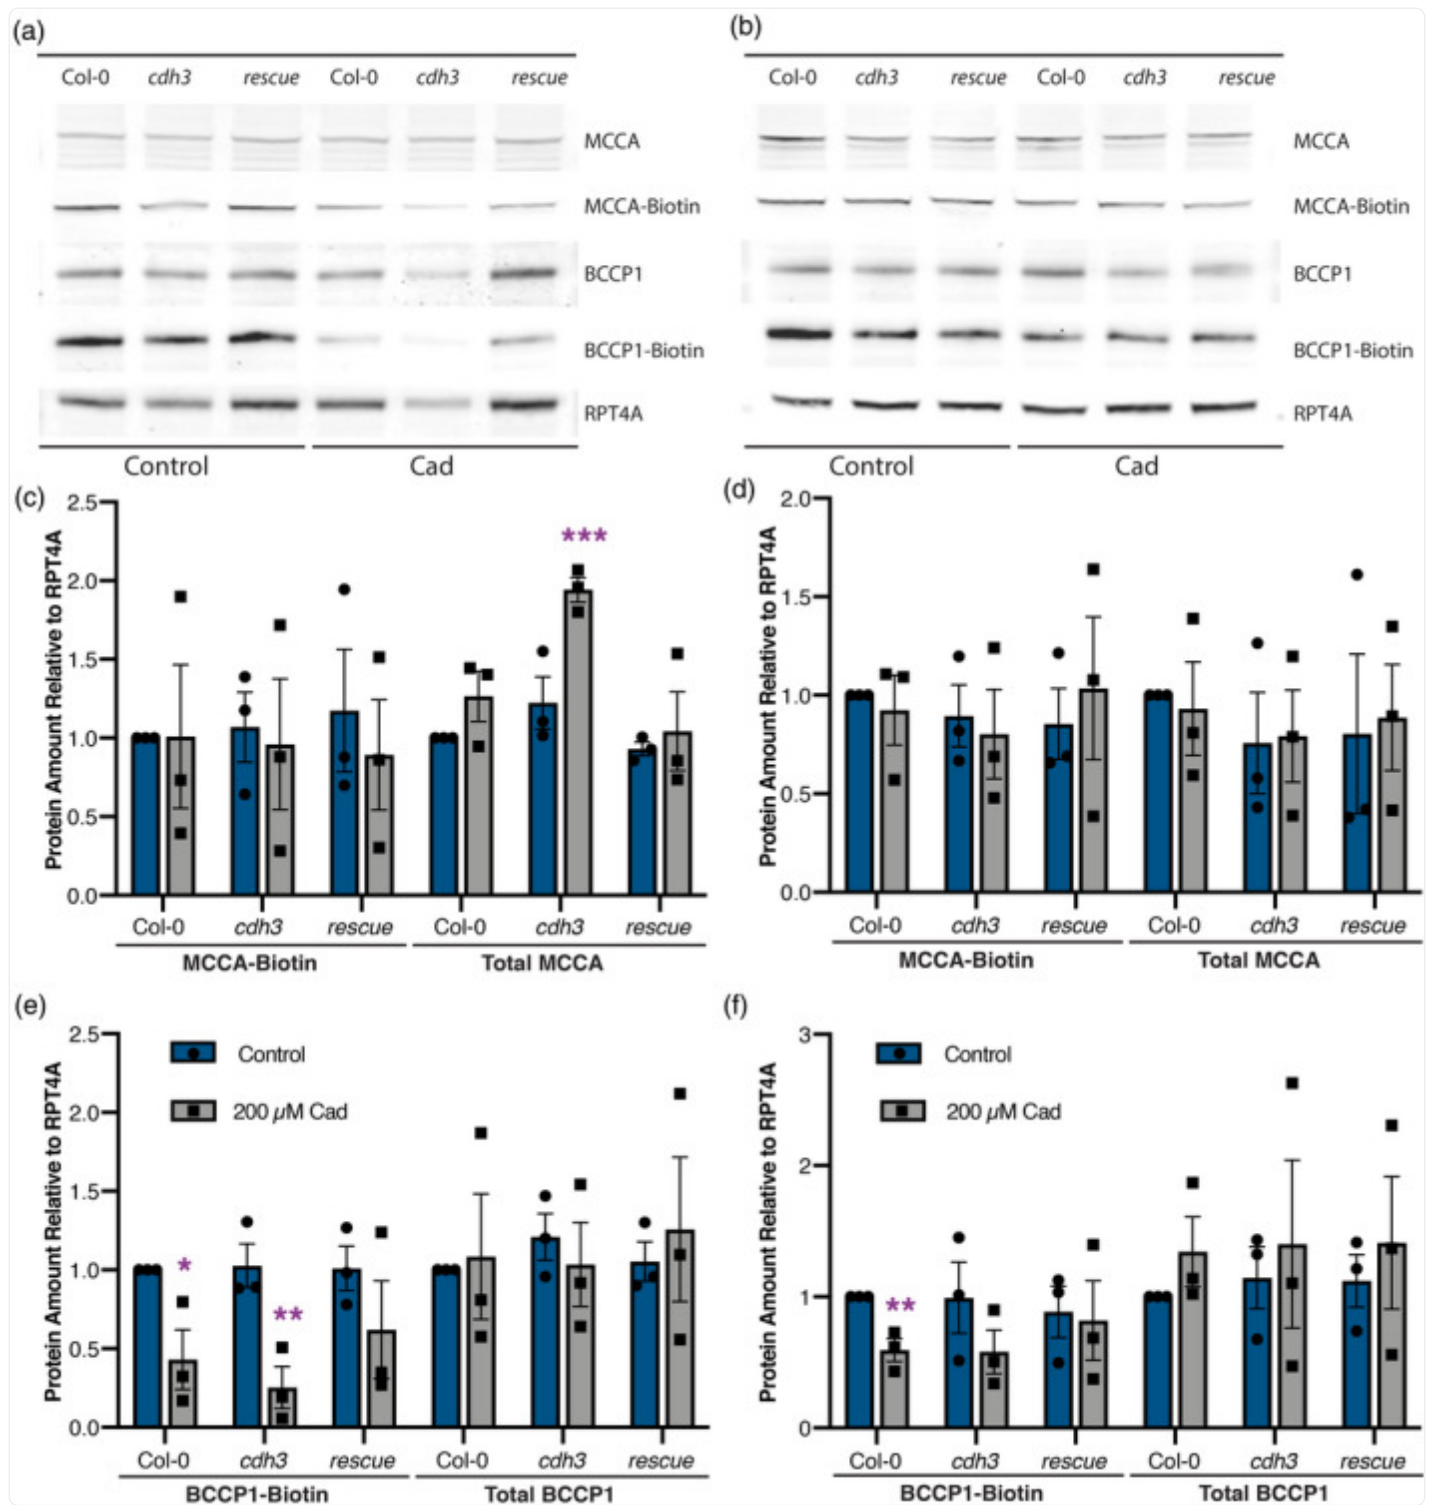 (a)
Col-0 cdh3 rescue Col-0 cdh3 rescue
MCCA
MCCA-Biotin
BCCP1
BCCP1-Biotin
RPT4A
Control Cad
(b)
Col-0 cdh3 rescue Col-0 cdh3 rescue
MCCA
MCCA-Biotin
BCCP1
BCCP1-Biotin
RPT4A
Control Cad
(c)
Protein Amount Relative to RPT4A
2.5
2.0
1.5
1.0
0.5
0.0
***
Col-0 cdh3 rescue Col-0 cdh3 rescue
MCCA-Biotin Total MCCA
(d)
Protein Amount Relative to RPT4A
2.0
1.5
1.0
0.5
0.0
Col-0 cdh3 rescue Col-0 cdh3 rescue
MCCA-Biotin Total MCCA
(e)
Protein Amount Relative to RPT4A
2.5
2.0
1.5
1.0
0.5
0.0
Control
200 µM Cad
*
**
Col-0 cdh3 rescue Col-0 cdh3 rescue
BCCP1-Biotin Total BCCP1
(f)
Protein Amount Relative to RPT4A
3
2
1
0
Control
200 µM Cad
**
Col-0 cdh3 rescue Col-0 cdh3 rescue
BCCP1-Biotin Total BCCP1